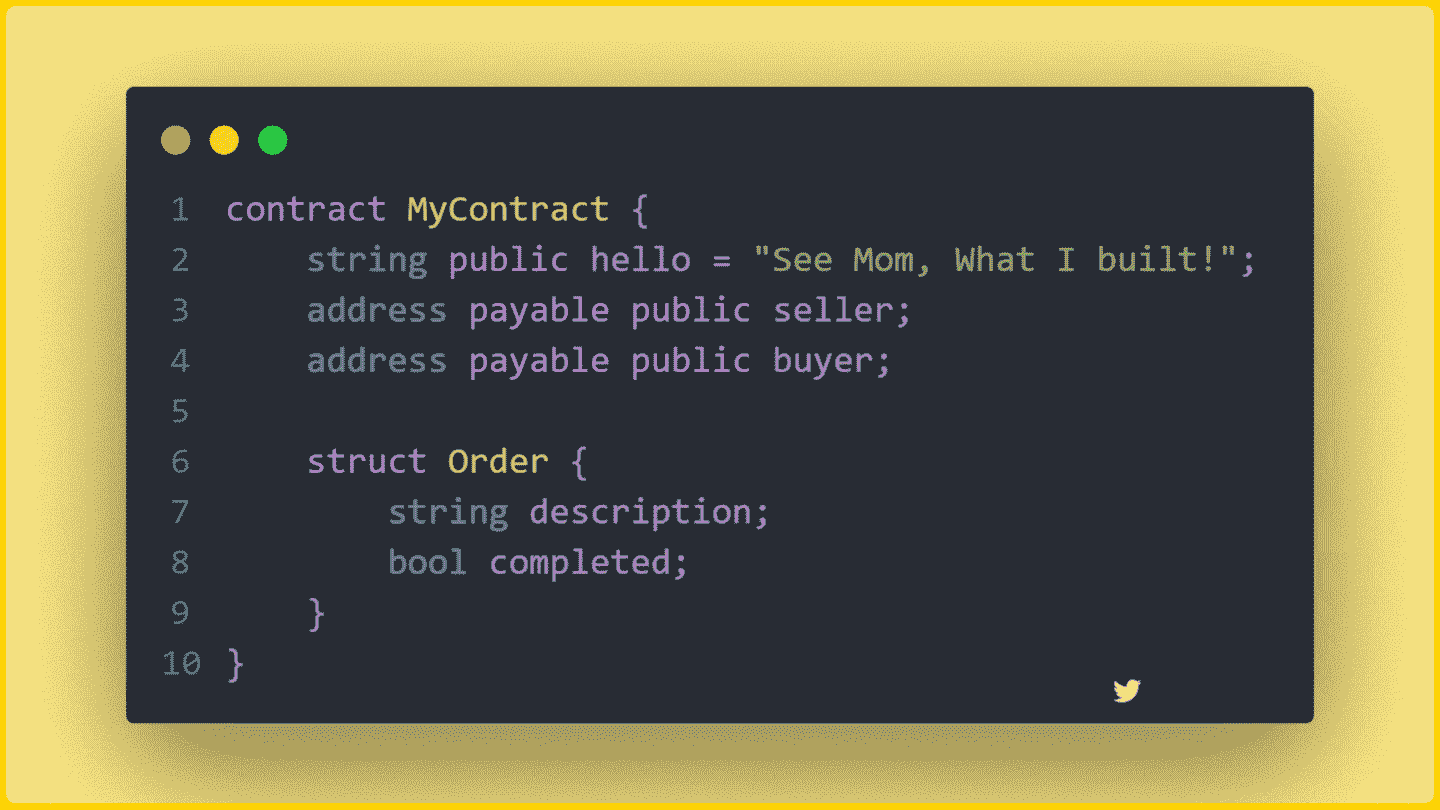 1 contract MyContract {
2     string public hello = "See Mom, What I built!";
3     address payable public seller;
4     address payable public buyer;
5
6     struct Order {
7         string description;
8         bool completed;
9     }
10 }